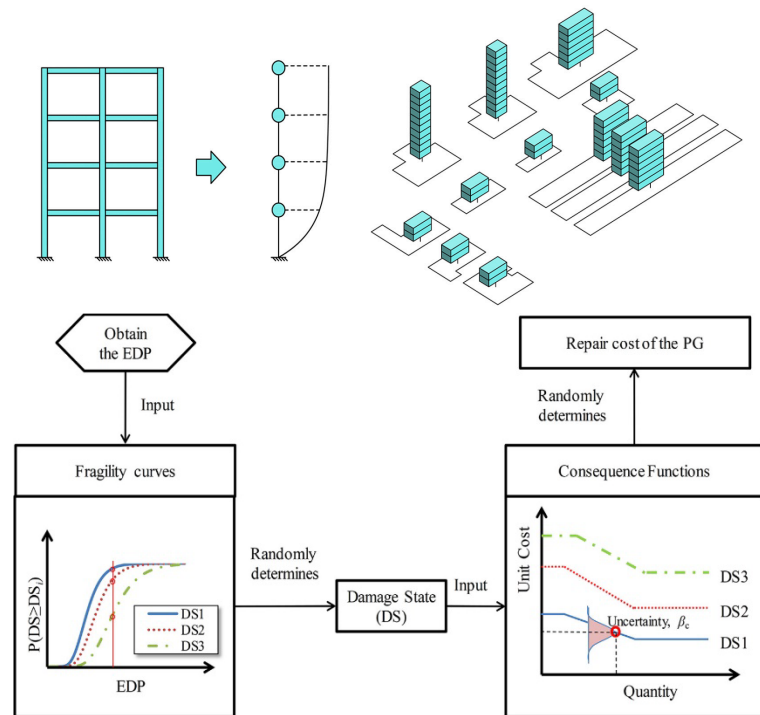 Obtain
the EDP
Input
Fragility curves
P(DS≥DSᵢ)
DS1
DS2
DS3
EDP
Randomly
determines
Damage State
(DS)
Input
Repair cost of the PG
Randomly
determines
Consequence Functions
Unit Cost
DS3
DS2
Uncertainty, βc
DS1
Quantity